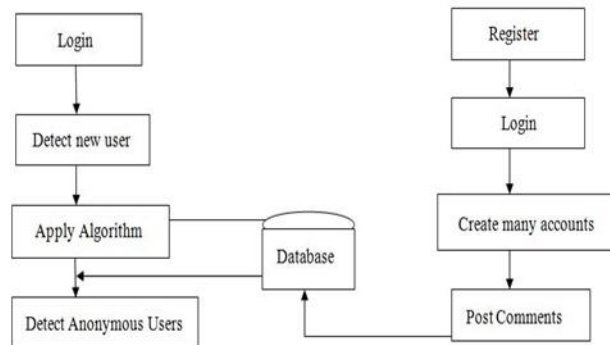 Login
Detect new user
Apply Algorithm
Detect Anonymous Users
Database
Register
Login
Create many accounts
Post Comments